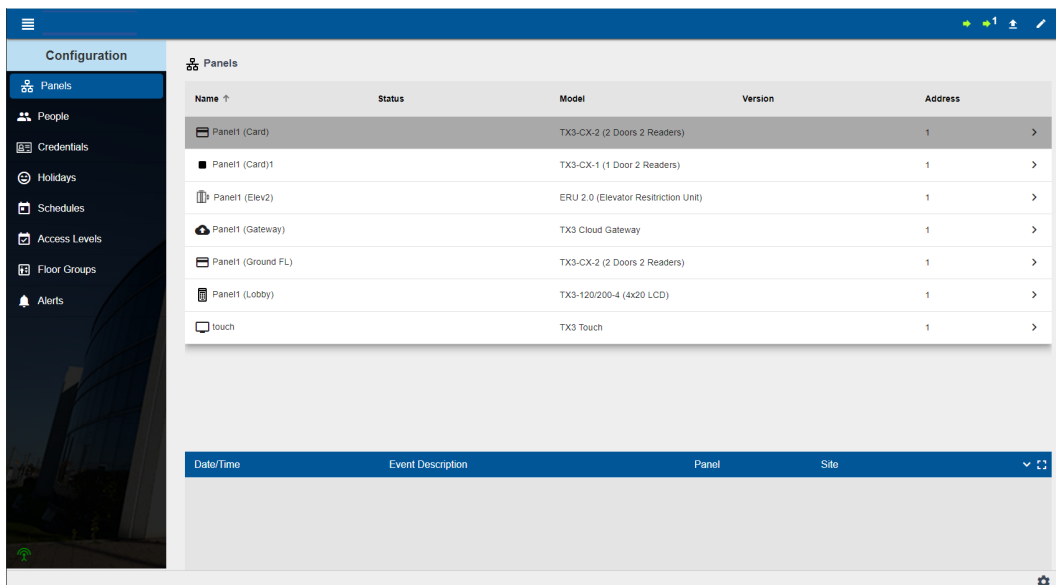 1
Configuration
Panels
People
Credentials
Holidays
Schedules
Access Levels
Floor Groups
Alerts
Panels
Name Status Model Version Address
Panel1 (Card) TX3-CX-2 (2 Doors 2 Readers) 1
Panel1 (Card)1 TX3-CX-1 (1 Door 2 Readers) 1
Panel1 (Elev2) ERU 2.0 (Elevator Resitriction Unit) 1
Panel1 (Gateway) TX3 Cloud Gateway 1
Panel1 (Ground FL) TX3-CX-2 (2 Doors 2 Readers) 1
Panel1 (Lobby) TX3-120/200-4 (4x20 LCD) 1
touch TX3 Touch 1
Date/Time Event Description Panel Site